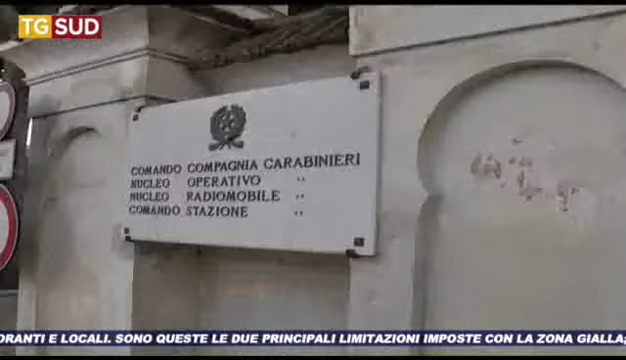 TG SUD
COMANDO COMPAGNIA CARABINIERI
NUCLEO OPERATIVO "
NUCLEO RADIOMOBILE "
COMANDO STAZIONE "
ORANTI E LOCALI. SONO QUESTE LE DUE PRINCIPALI LIMITAZIONI IMPOSTE CON LA ZONA GIALLA;